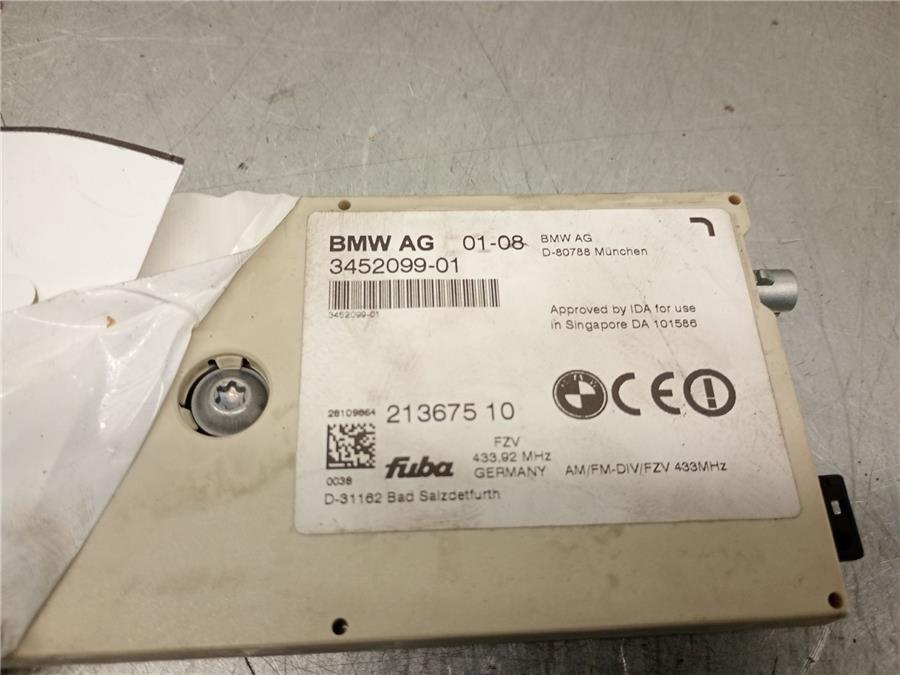 BMW AG 01-08
3452099-01
3452099-01
BMW AG
D-80788 München
Approved by IDA for use
in Singapore DA 101586
28109864
213675 10
0038
fuba
FZV
433,92 MHz
GERMANY
AM/FM-DIV/FZV 433MHz
D-31162 Bad Salzdetfurth
CE